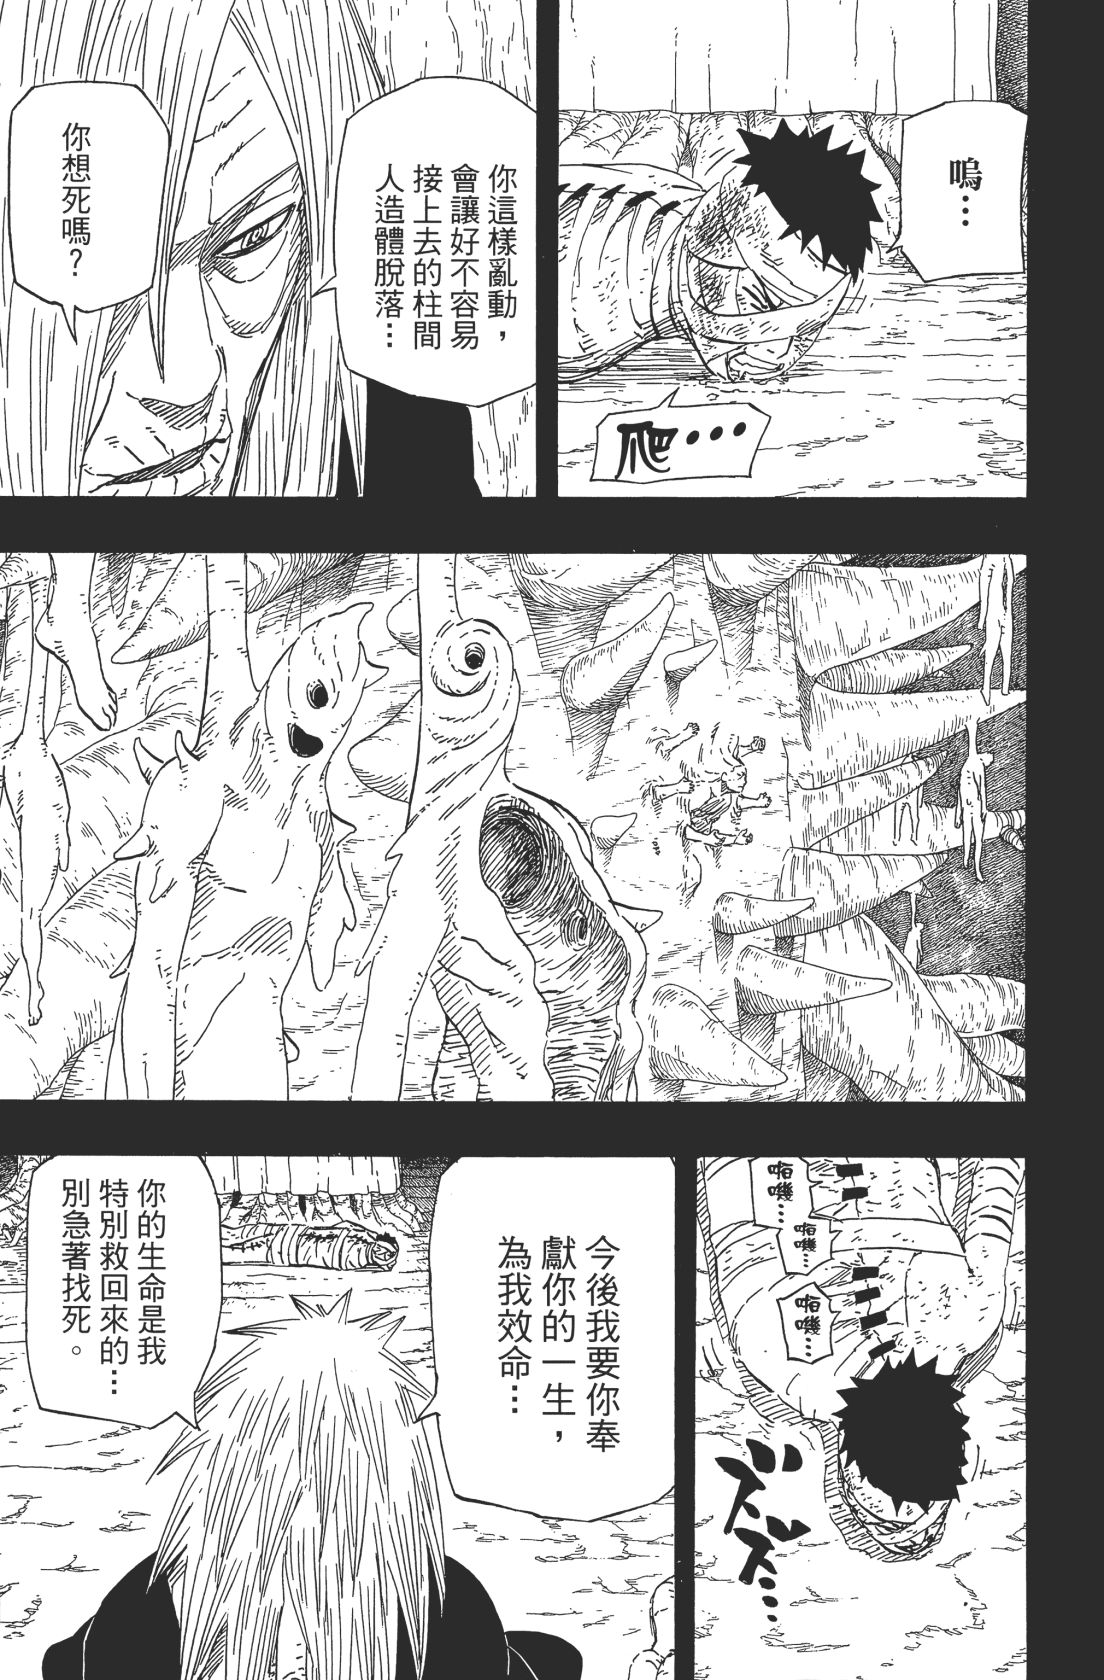 嗚…
爬…
你這樣亂動，
會讓好不容易
接上去的柱間
人造體脫落…
你想死嗎？
啪嘰…
啪嘰…
啪嘰…
ズズ…
今後我要你奉
獻你的一生，
為我效命…
你的生命是我
特別救回來的…
別急著找死。